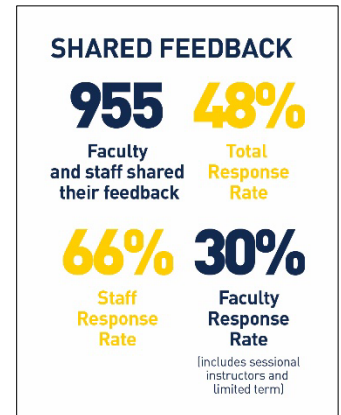 SHARED FEEDBACK
955
Faculty
and staff shared
their feedback
48%
Total
Response
Rate
66%
Staff
Response
Rate
30%
Faculty
Response
Rate
(includes sessional
instructors and
limited term)